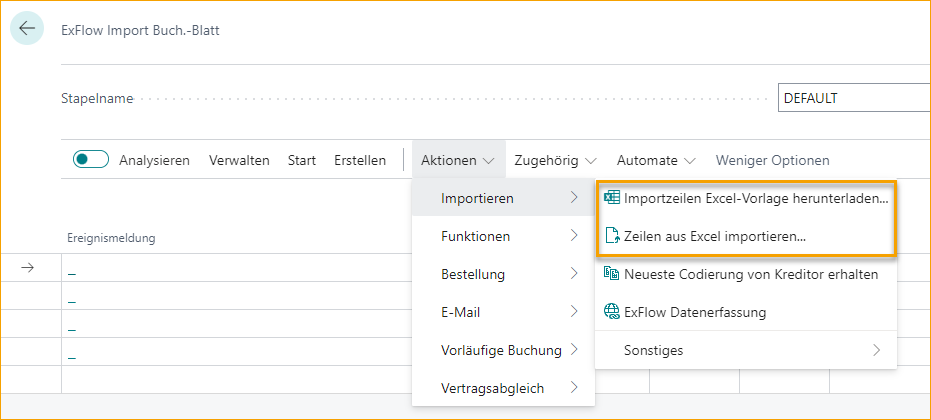 ExFlow Import Buch.-Blatt
Stapelname
DEFAULT
Analysieren Verwalten Start Erstellen Aktionen Zugehörig Automate Weniger Optionen
Importieren
Importzeilen Excel-Vorlage herunterladen...
Ereignismeldung
Funktionen
Zeilen aus Excel importieren...
Bestellung
Neueste Codierung von Kreditor erhalten
E-Mail
ExFlow Datenerfassung
Vorläufige Buchung
Sonstiges
Vertragsabgleich